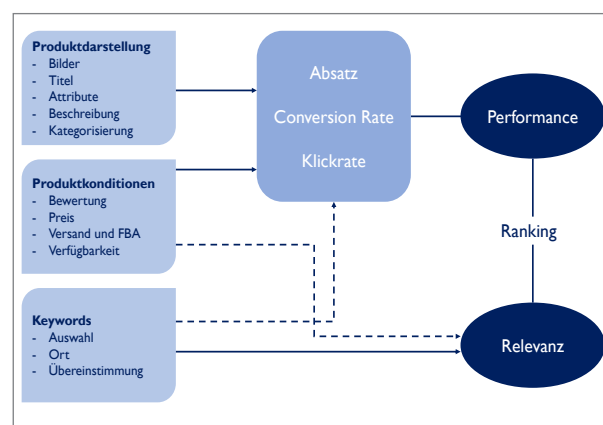 Produktdarstellung
- Bilder
- Titel
- Attribute
- Beschreibung
- Kategorisierung
Produktkonditionen
- Bewertung
- Preis
- Versand und FBA
- Verfügbarkeit
Keywords
- Auswahl
- Ort
- Übereinstimmung
Absatz
Conversion Rate
Klickrate
Performance
Ranking
Relevanz